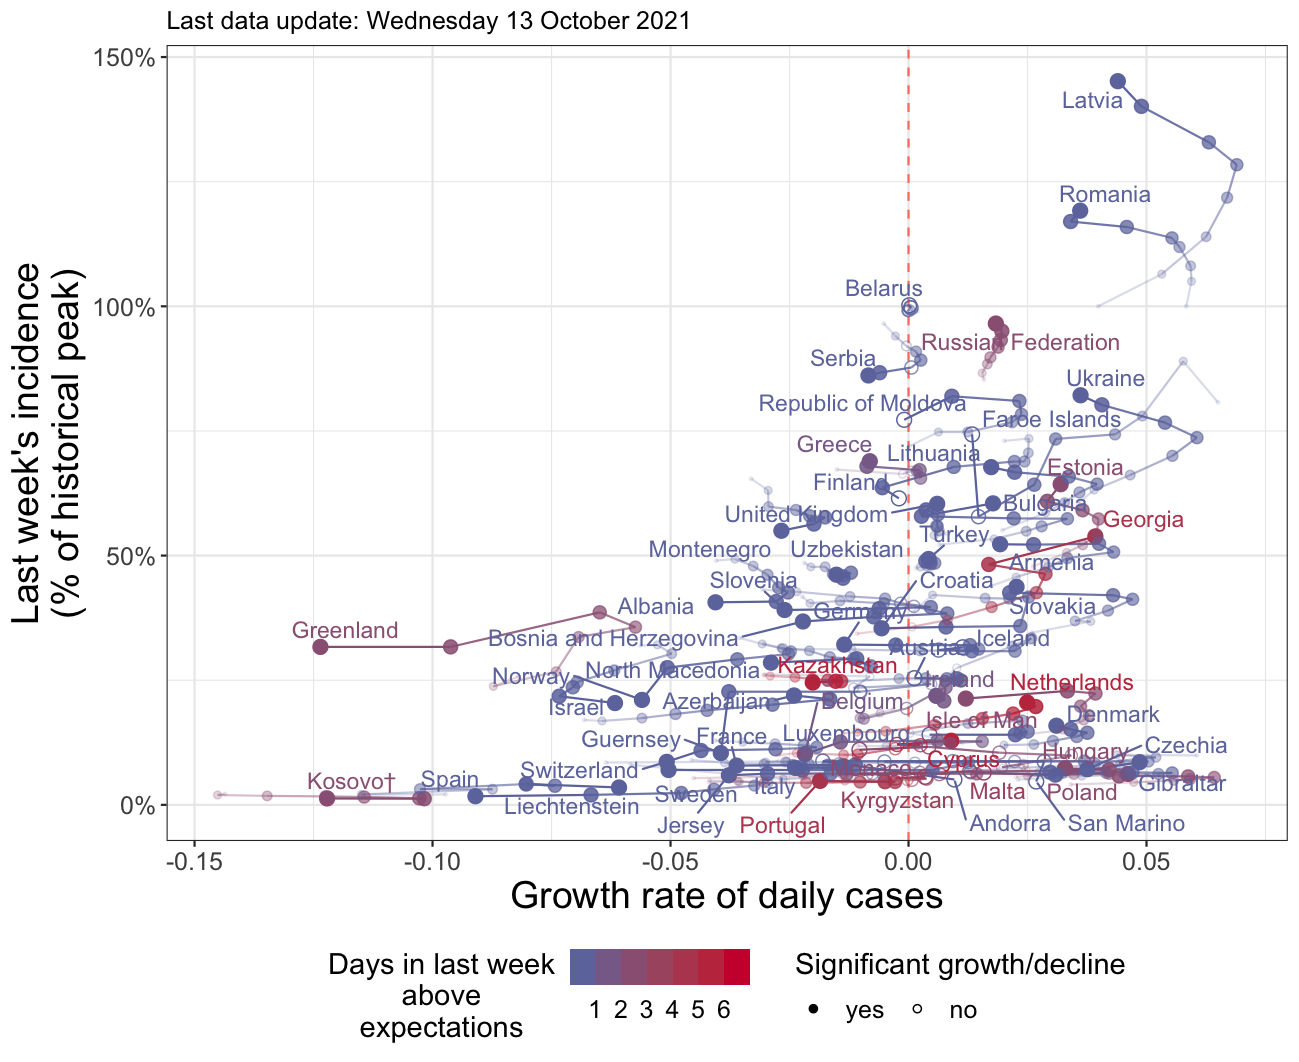 Last data update: Wednesday 13 October 2021
150%
100%
50%
0%
Last week's incidence
(% of historical peak)
Latvia
Romania
Belarus
Russian Federation
Serbia
Ukraine
Republic of Moldova
Faroe Islands
Greece
Lithuania
Estonia
Finland
Bulgaria
United Kingdom
Georgia
Turkey
Montenegro
Uzbekistan
Armenia
Slovenia
Croatia
Albania
Germany
Slovakia
Greenland
Bosnia and Herzegovina
Austria
Iceland
Kazakhstan
North Macedonia
Norway
Ireland
Netherlands
Israel
Azerbaijan
Belgium
Isle of Man
Denmark
Guernsey
France
Luxembourg
Hungary
Czechia
Switzerland
Monaco
Cyprus
Kosovo†
Spain
Liechtenstein
Sweden
Italy
Kyrgyzstan
Malta
Poland
Gibraltar
Jersey
Portugal
Andorra
San Marino
-0.15
-0.10
-0.05
0.00
0.05
Growth rate of daily cases
Days in last week
above
expectations
1 2 3 4 5 6
Significant growth/decline
yes
no